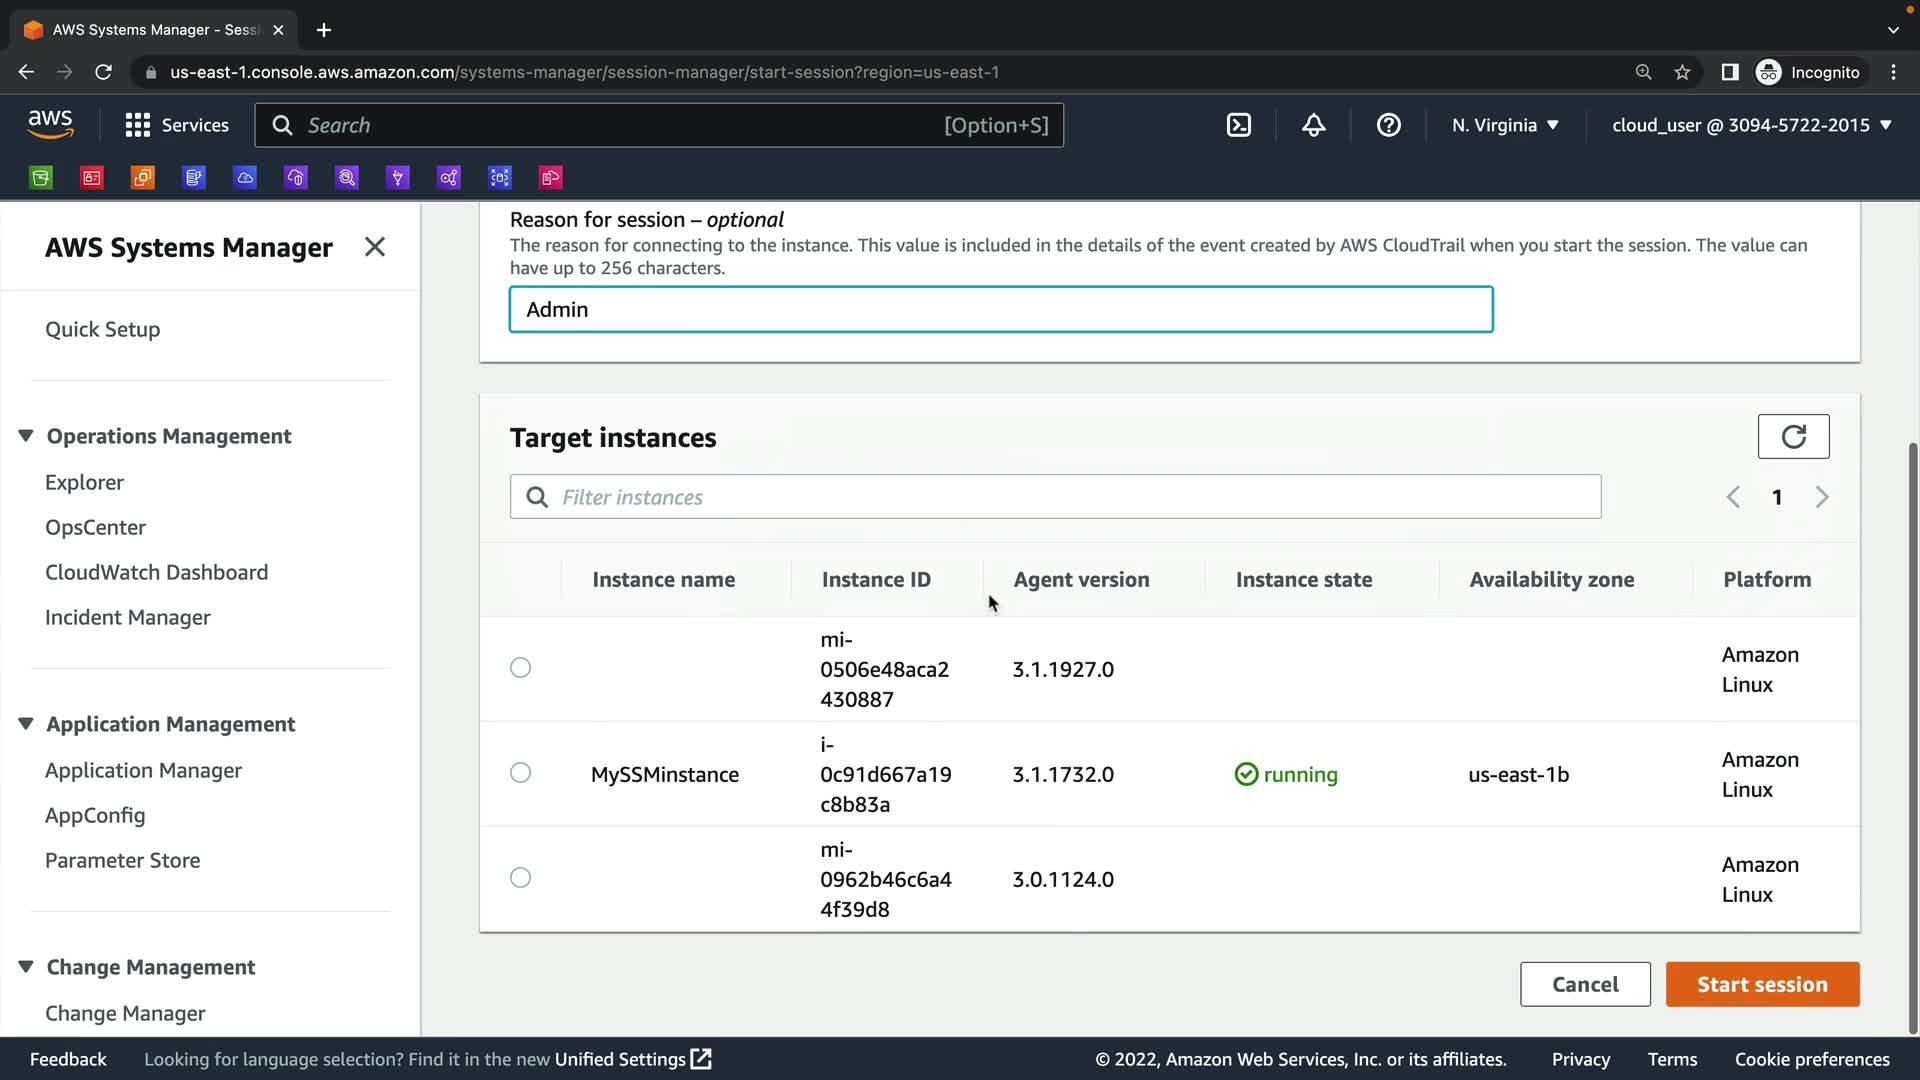 AWS Systems Manager - Sess
us-east-1.console.aws.amazon.com/systems-manager/session-manager/start-session?region=us-east-1
Incognito
aws
Services
Search
[Option+S]
N. Virginia
cloud_user @ 3094-5722-2015
AWS Systems Manager
Quick Setup
Operations Management
Explorer
OpsCenter
CloudWatch Dashboard
Incident Manager
Application Management
Application Manager
AppConfig
Parameter Store
Change Management
Change Manager
Reason for session – optional
The reason for connecting to the instance. This value is included in the details of the event created by AWS CloudTrail when you start the session. The value can
have up to 256 characters.
Admin
Target instances
Filter instances
1
Instance name Instance ID Agent version Instance state Availability zone Platform
mi-
0506e48aca2
430887
3.1.1927.0
Amazon
Linux
MySSMinstance
i-
0c91d667a19
c8b83a
3.1.1732.0
running
us-east-1b
Amazon
Linux
mi-
0962b46c6a4
4f39d8
3.0.1124.0
Amazon
Linux
Cancel
Start session
Feedback
Looking for language selection? Find it in the new Unified Settings
© 2022, Amazon Web Services, Inc. or its affiliates.
Privacy
Terms
Cookie preferences